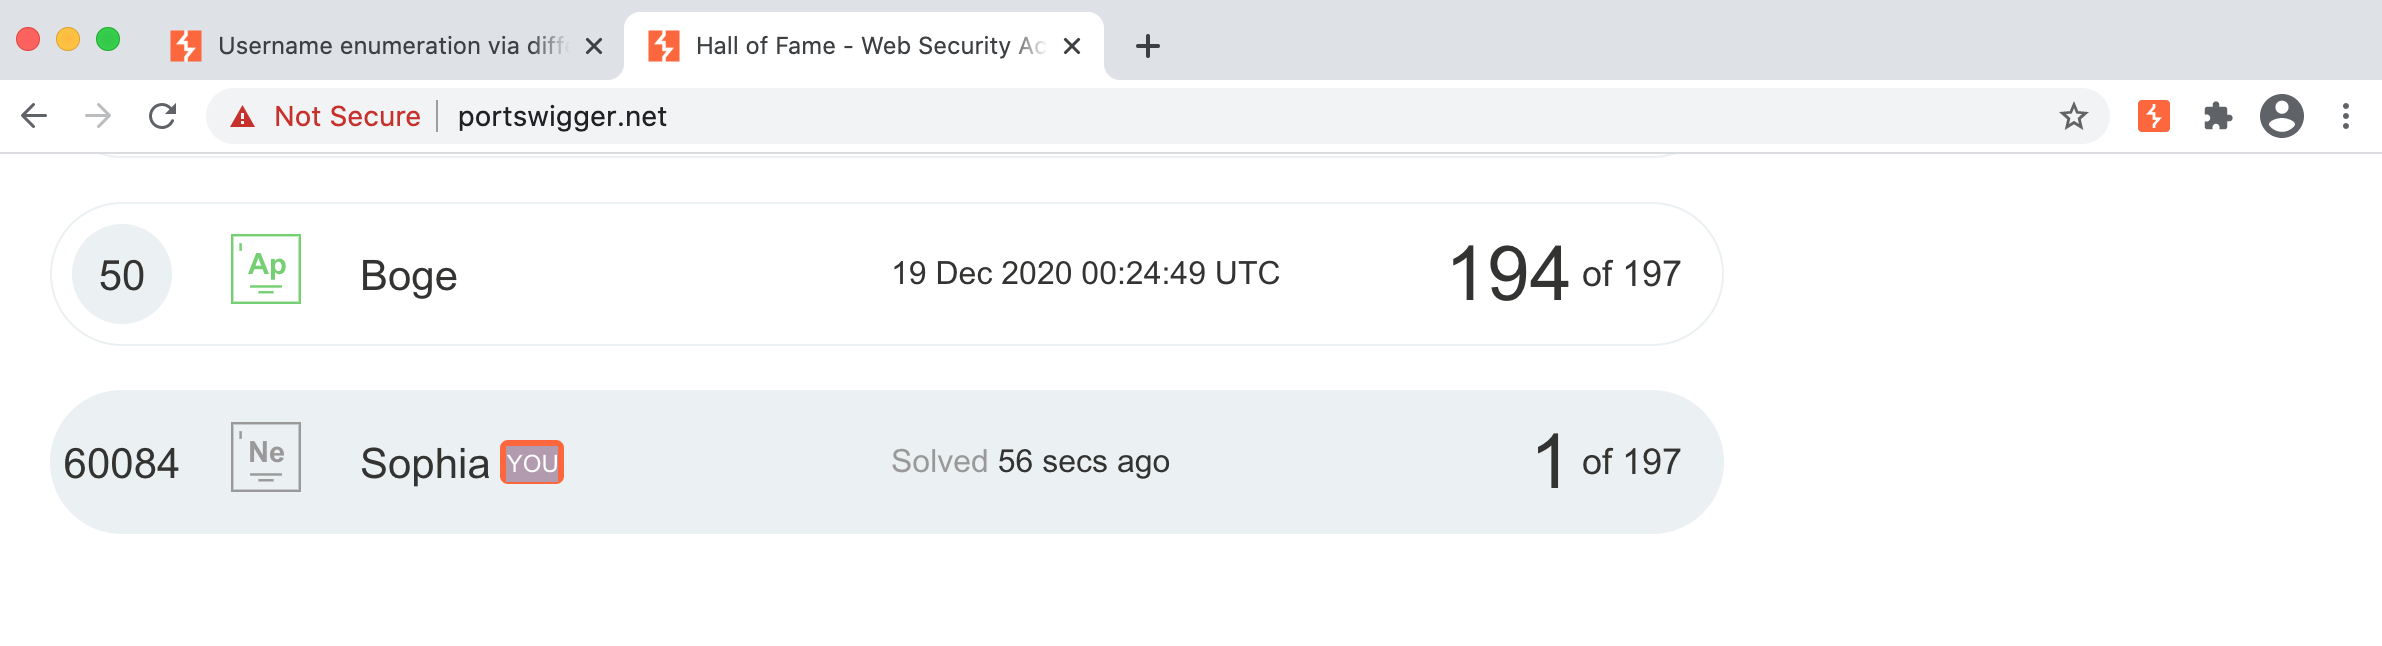 Username enumeration via diff
Hall of Fame - Web Security Ac
Not Secure portswigger.net
50 Ap Boge 19 Dec 2020 00:24:49 UTC 194 of 197
60084 Ne Sophia YOU Solved 56 secs ago 1 of 197